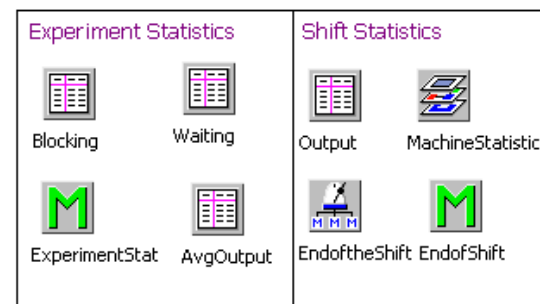 Experiment Statistics
Blocking
Waiting
ExperimentStat
AvgOutput
Shift Statistics
Output
MachineStatistic
M M M
EndoftheShift
EndofShift